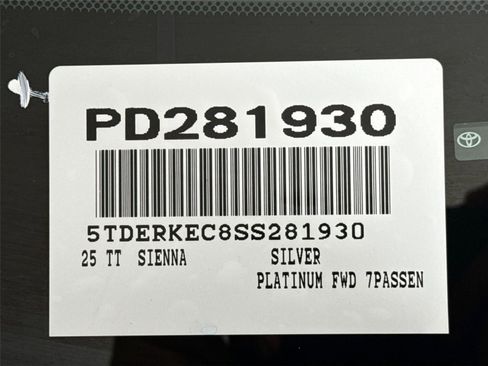 PD281930
5TDERKEC8SS281930
25 TT SIENNA SILVER
PLATINUM FWD 7PASSEN